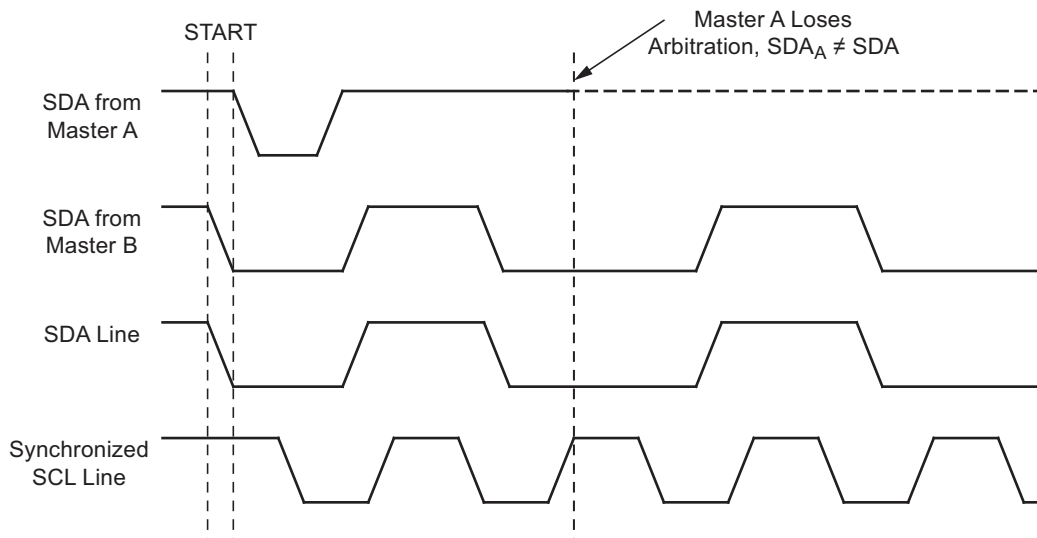 START
Master A Loses
Arbitration, SDAA ≠ SDA
SDA from
Master A
SDA from
Master B
SDA Line
Synchronized
SCL Line